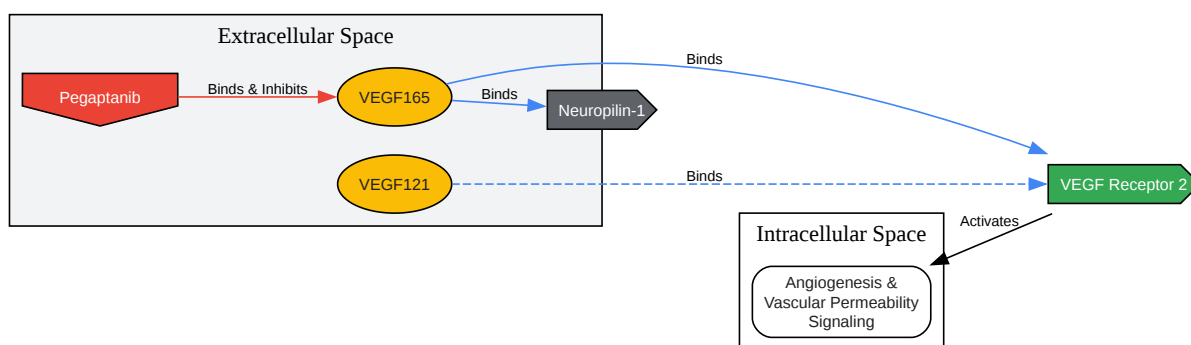 Extracellular Space
Pegaptanib
Binds & Inhibits
VEGF165
Binds
Neuropilin-1
Binds
VEGF121
Binds
VEGF Receptor 2
Activates
Intracellular Space
Angiogenesis &
Vascular Permeability
Signaling